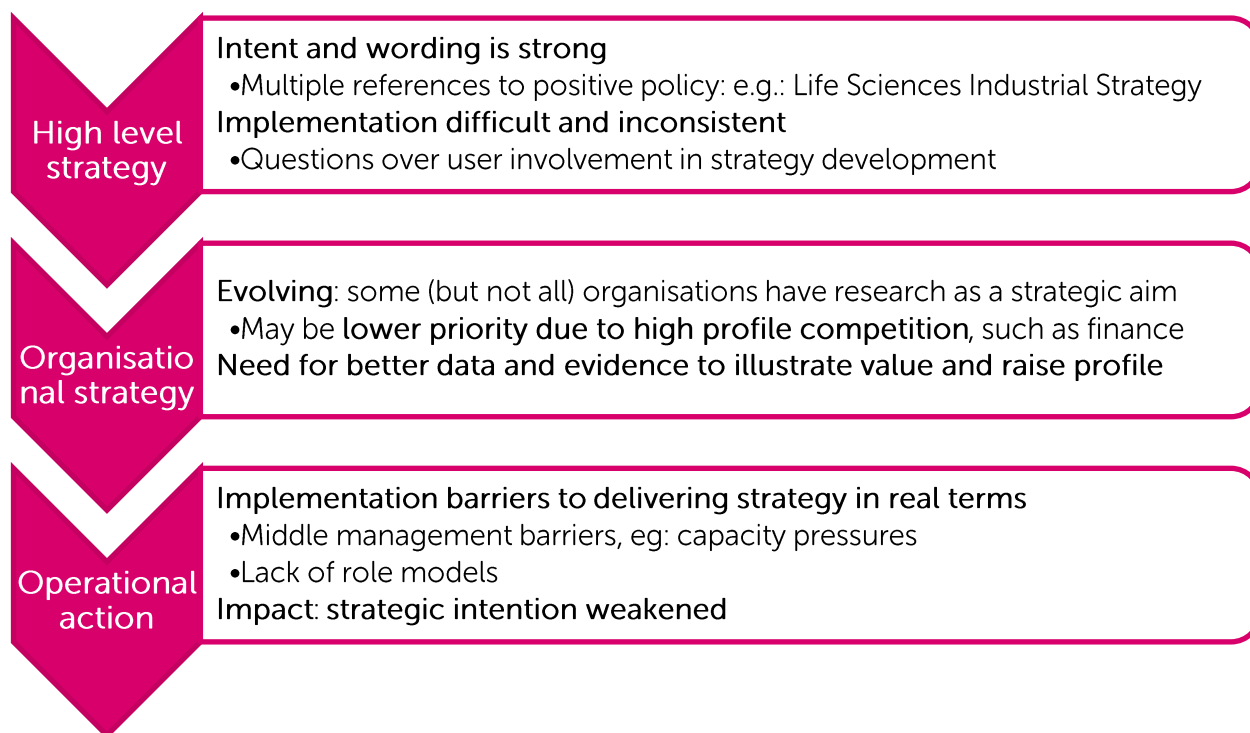 High level
strategy
Intent and wording is strong
•Multiple references to positive policy: e.g.: Life Sciences Industrial Strategy
Implementation difficult and inconsistent
•Questions over user involvement in strategy development
Organisatio
nal strategy
Evolving: some (but not all) organisations have research as a strategic aim
•May be lower priority due to high profile competition, such as finance
Need for better data and evidence to illustrate value and raise profile
Operational
action
Implementation barriers to delivering strategy in real terms
•Middle management barriers, eg: capacity pressures
•Lack of role models
Impact: strategic intention weakened